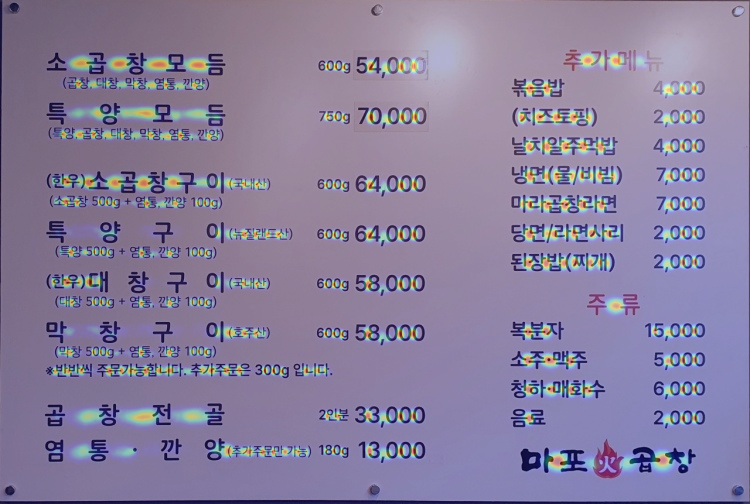 소곱창모듬 600g 54,000
(곱창, 대창, 막창, 염통, 깐양)
특양모듬 750g 70,000
(특양, 곱창, 대창, 막창, 염통, 깐양)
(한우)소곱창구이(국내산) 600g 64,000
(소곱창 500g + 염통, 깐양 100g)
특양구이(뉴질랜드산) 600g 64,000
(특양 500g + 염통, 깐양 100g)
(한우)대창구이(국내산) 600g 58,000
(대창 500g + 염통, 깐양 100g)
막창구이(호주산) 600g 58,000
(막창 500g + 염통, 깐양 100g)
※반반씩 주문가능합니다. 추가주문은 300g 입니다.
곱창전골 2인분 33,000
염통·깐양(추가주문만 가능) 180g 13,000
추가메뉴
볶음밥 4,000
(치즈토핑) 2,000
날치알주먹밥 4,000
냉면(물/비빔) 7,000
마라곱창라면 7,000
당면/라면사리 2,000
된장밥(찌개) 2,000
주류
복분자 15,000
소주·맥주 5,000
청하·매화수 6,000
음료 2,000
마포火곱창